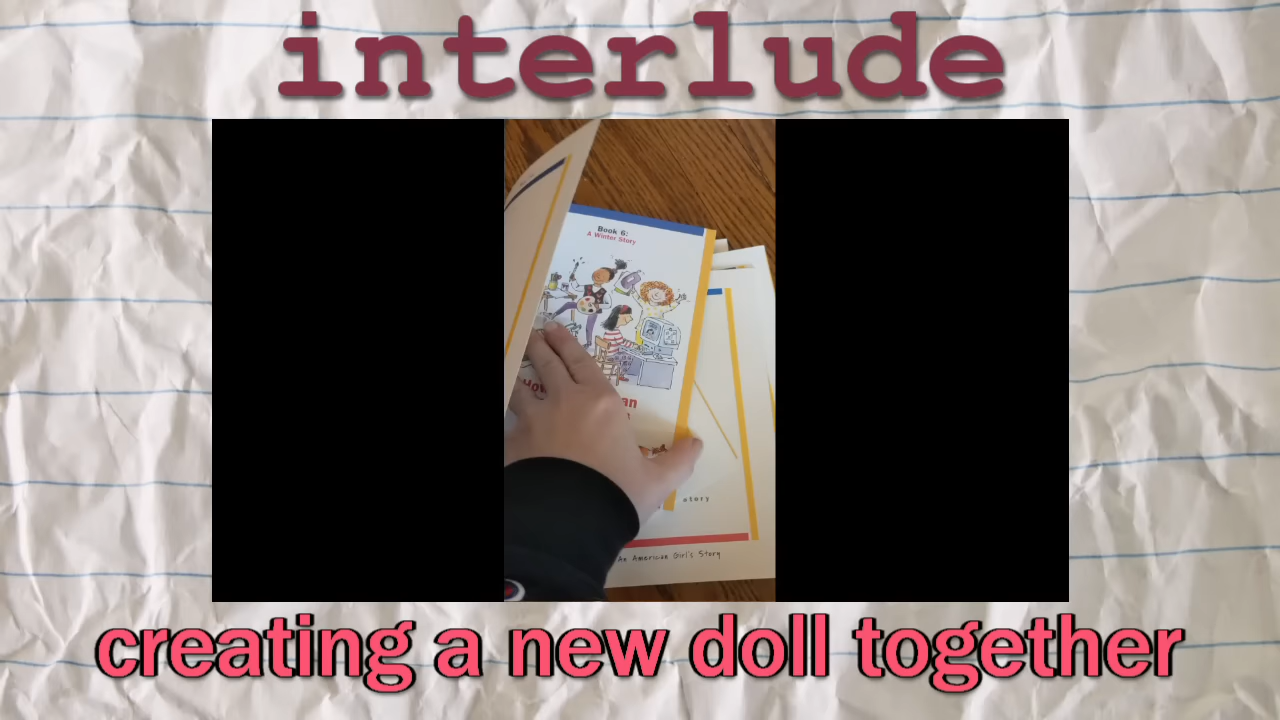 interlude
Book 6:
A Winter Story
story
An American Girl's Story
creating a new doll together